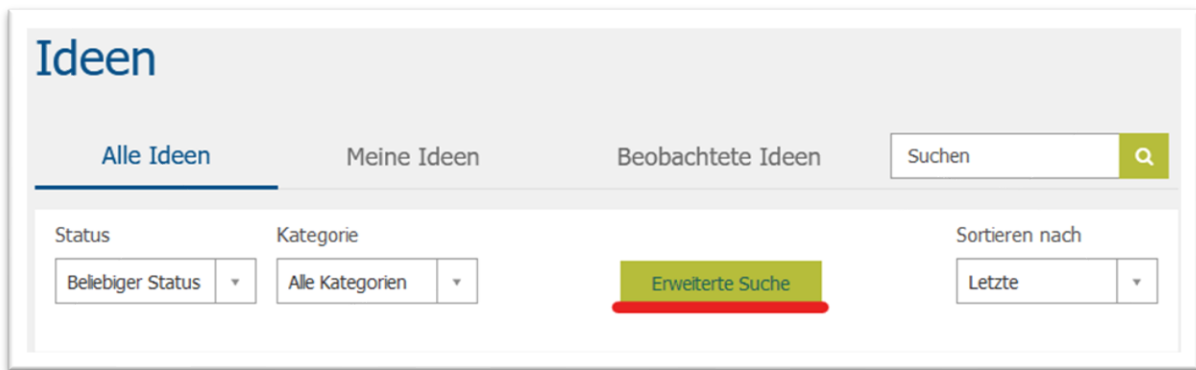 Ideen
Alle Ideen Meine Ideen Beobachtete Ideen Suchen
Status Kategorie Sortieren nach
Beliebiger Status Alle Kategorien Erweiterte Suche Letzte